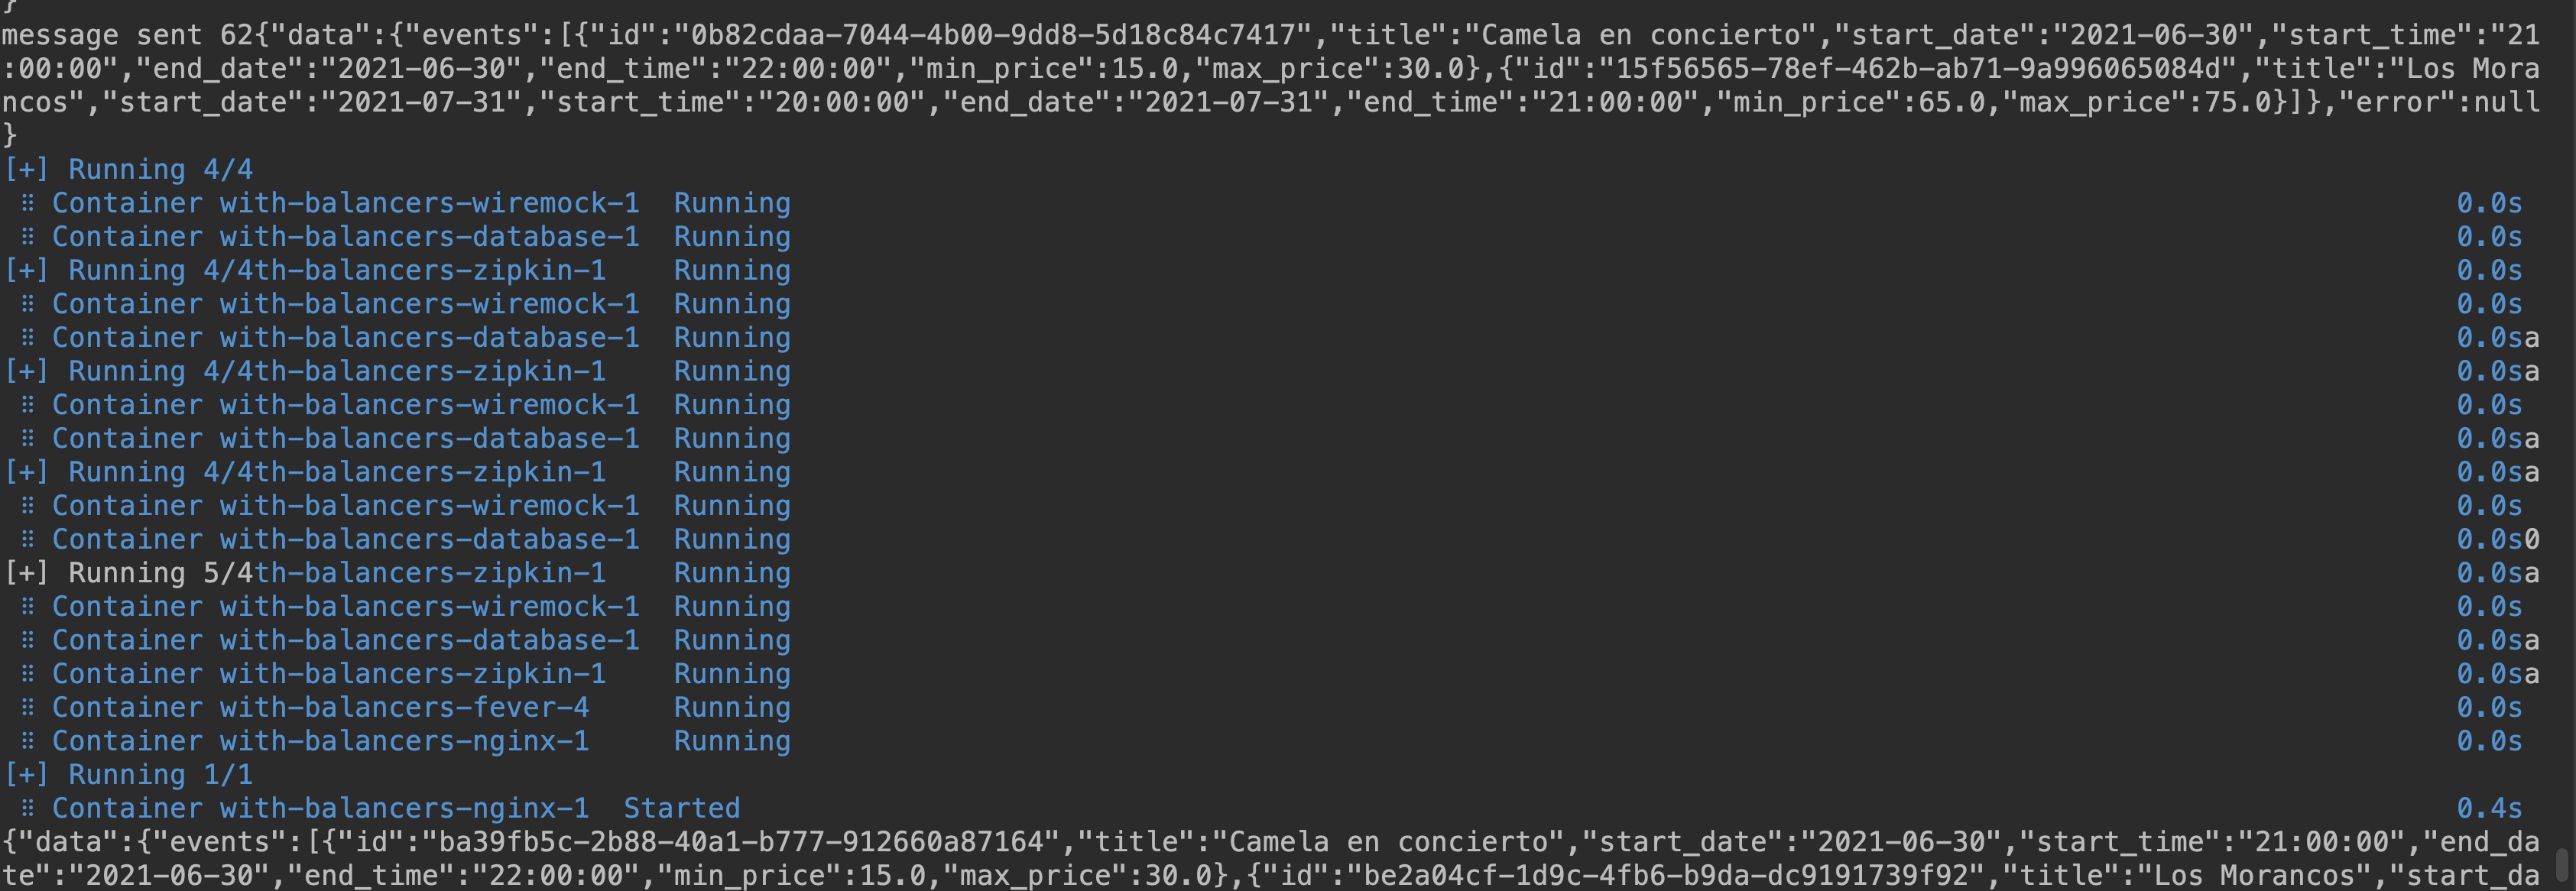 }
message sent 62{"data":{"events":[{"id":"0b82cdaa-7044-4b00-9dd8-5d18c84c7417","title":"Camela en concierto","start_date":"2021-06-30","start_time":"21
:00:00","end_date":"2021-06-30","end_time":"22:00:00","min_price":15.0,"max_price":30.0},{"id":"15f56565-78ef-462b-ab71-9a996065084d","title":"Los Mora
ncos","start_date":"2021-07-31","start_time":"20:00:00","end_date":"2021-07-31","end_time":"21:00:00","min_price":65.0,"max_price":75.0}]},"error":null
}
[+] Running 4/4
⠿ Container with-balancers-wiremock-1 Running 0.0s
⠿ Container with-balancers-database-1 Running 0.0s
[+] Running 4/4th-balancers-zipkin-1 Running 0.0s
⠿ Container with-balancers-wiremock-1 Running 0.0s
⠿ Container with-balancers-database-1 Running 0.0sa
[+] Running 4/4th-balancers-zipkin-1 Running 0.0sa
⠿ Container with-balancers-wiremock-1 Running 0.0s
⠿ Container with-balancers-database-1 Running 0.0sa
[+] Running 4/4th-balancers-zipkin-1 Running 0.0sa
⠿ Container with-balancers-wiremock-1 Running 0.0s
⠿ Container with-balancers-database-1 Running 0.0s0
[+] Running 5/4th-balancers-zipkin-1 Running 0.0sa
⠿ Container with-balancers-wiremock-1 Running 0.0s
⠿ Container with-balancers-database-1 Running 0.0sa
⠿ Container with-balancers-zipkin-1 Running 0.0sa
⠿ Container with-balancers-fever-4 Running 0.0s
⠿ Container with-balancers-nginx-1 Running 0.0s
[+] Running 1/1
⠿ Container with-balancers-nginx-1 Started 0.4s
{"data":{"events":[{"id":"ba39fb5c-2b88-40a1-b777-912660a87164","title":"Camela en concierto","start_date":"2021-06-30","start_time":"21:00:00","end_da
te":"2021-06-30","end_time":"22:00:00","min_price":15.0,"max_price":30.0},{"id":"be2a04cf-1d9c-4fb6-b9da-dc9191739f92","title":"Los Morancos","start_da